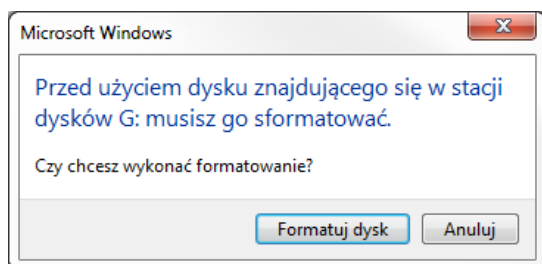 Microsoft Windows
Przed użyciem dysku znajdującego się w stacji
dysków G: musisz go sformatować.
Czy chcesz wykonać formatowanie?
Formatuj dysk Anuluj